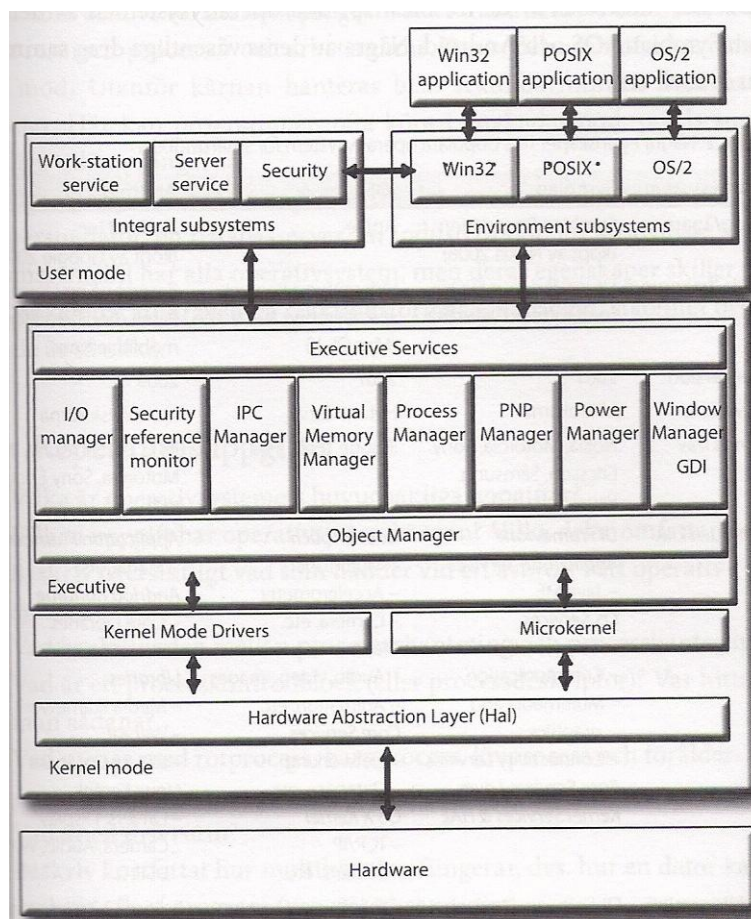 Win32
application
POSIX
application
OS/2
application
Work-station
service
Server
service
Security
Integral subsystems
User mode
Win32
POSIX
OS/2
Environment subsystems
Executive Services
I/O
manager
Security
reference
monitor
IPC
Manager
Virtual
Memory
Manager
Process
Manager
PNP
Manager
Power
Manager
Window
Manager
GDI
Object Manager
Executive
Kernel Mode Drivers
Microkernel
Hardware Abstraction Layer (Hal)
Kernel mode
Hardware